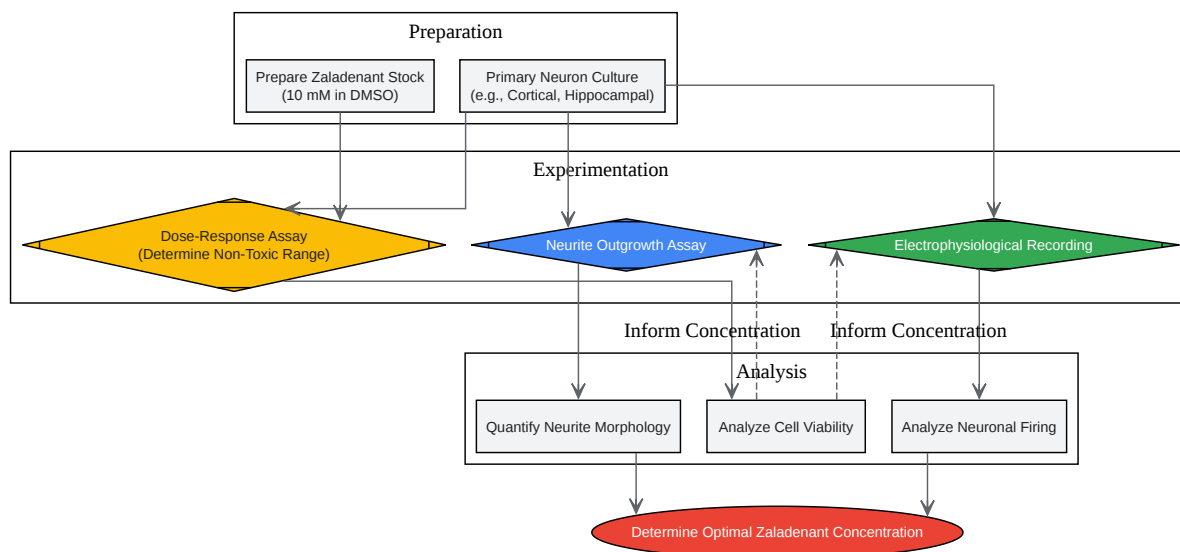 Preparation
Prepare Zaladenant Stock
(10 mM in DMSO)
Primary Neuron Culture
(e.g., Cortical, Hippocampal)
Experimentation
Dose-Response Assay
(Determine Non-Toxic Range)
Neurite Outgrowth Assay
Electrophysiological Recording
Inform Concentration
Inform Concentration
Analysis
Quantify Neurite Morphology
Analyze Cell Viability
Analyze Neuronal Firing
Determine Optimal Zaladenant Concentration